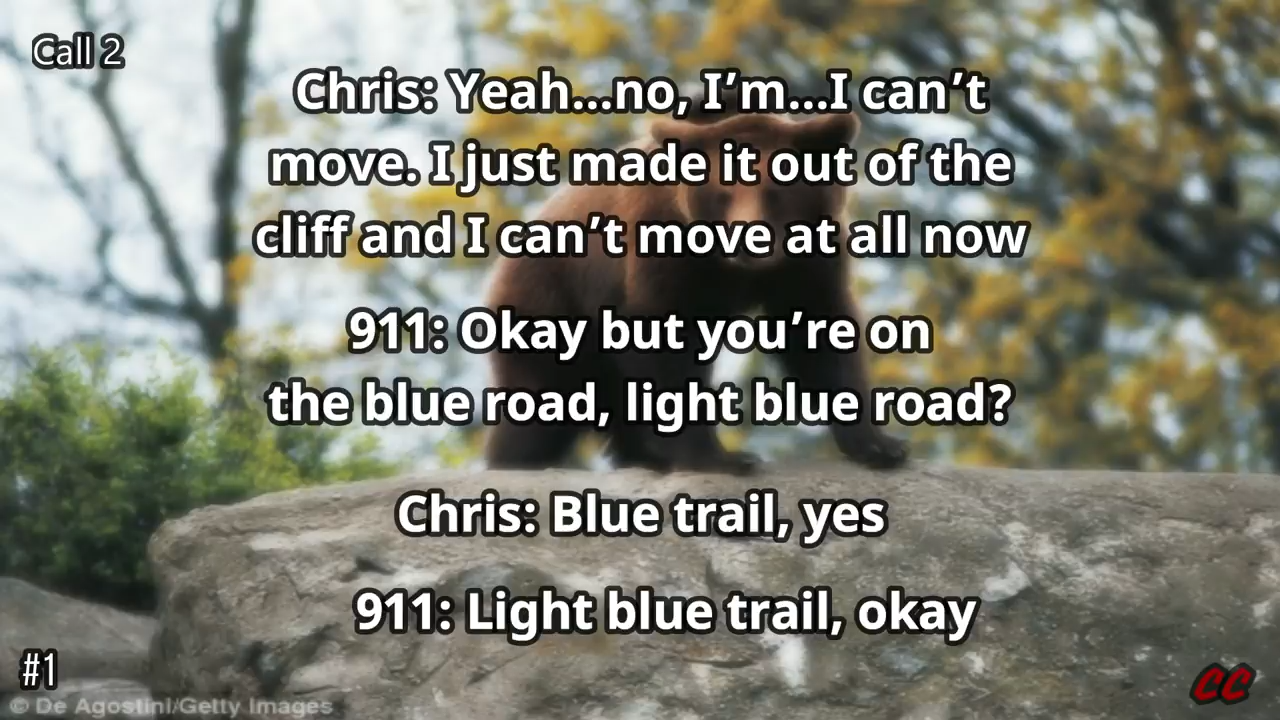 Call 2
Chris: Yeah...no, I’m...I can’t
move. I just made it out of the
cliff and I can’t move at all now
911: Okay but you’re on
the blue road, light blue road?
Chris: Blue trail, yes
911: Light blue trail, okay
#1
CC
© De Agostini/Getty Images